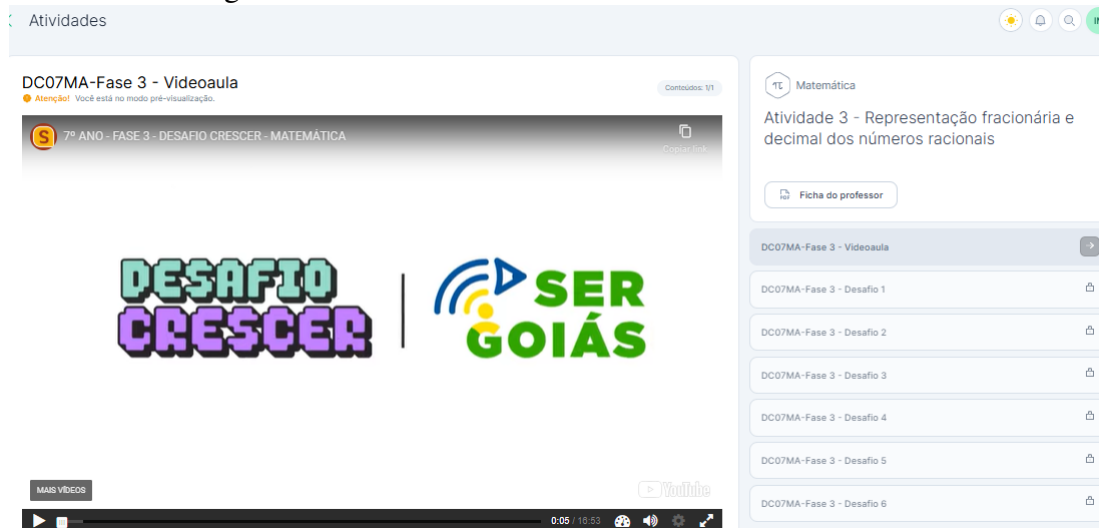 Atividades
DC07MA-Fase 3 - Videoaula
Atenção! Você está no modo pré-visualização.
Conteúdos: 1/1
S
7º ANO - FASE 3 - DESAFIO CRESCER - MATEMÁTICA
Copiar link
DESAFIO
CRESCER
SER
GOIÁS
MAIS VÍDEOS
YouTube
0:05 / 16:53
π
Matemática
Atividade 3 - Representação fracionária e
decimal dos números racionais
PDF
Ficha do professor
DC07MA-Fase 3 - Videoaula
DC07MA-Fase 3 - Desafio 1
DC07MA-Fase 3 - Desafio 2
DC07MA-Fase 3 - Desafio 3
DC07MA-Fase 3 - Desafio 4
DC07MA-Fase 3 - Desafio 5
DC07MA-Fase 3 - Desafio 6